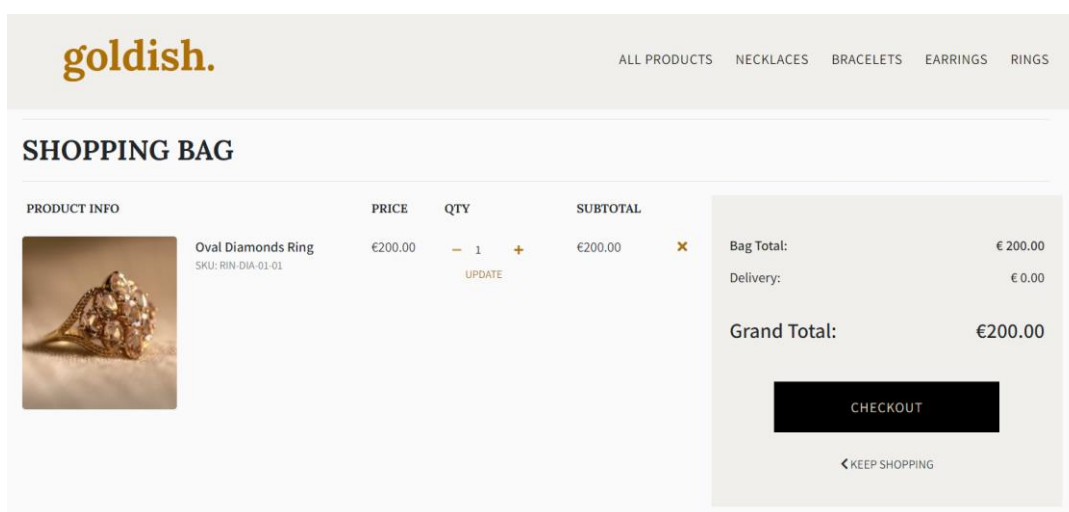 goldish.
ALL PRODUCTS NECKLACES BRACELETS EARRINGS RINGS
SHOPPING BAG
PRODUCT INFO PRICE QTY SUBTOTAL
Oval Diamonds Ring €200.00 − 1 + €200.00 ×
SKU: RIN-DIA-01-01
UPDATE
Bag Total: € 200.00
Delivery: € 0.00
Grand Total: €200.00
CHECKOUT
KEEP SHOPPING